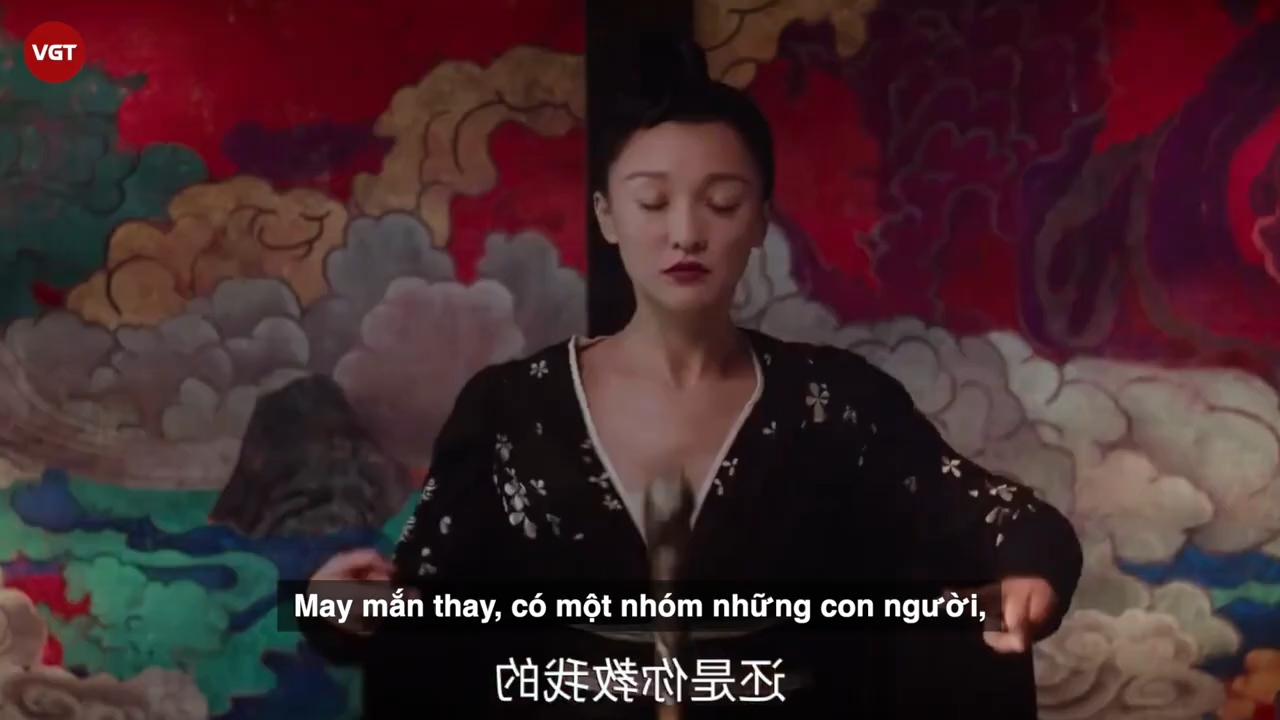 VGT
May mắn thay, có một nhóm những con người,
还是你教我的